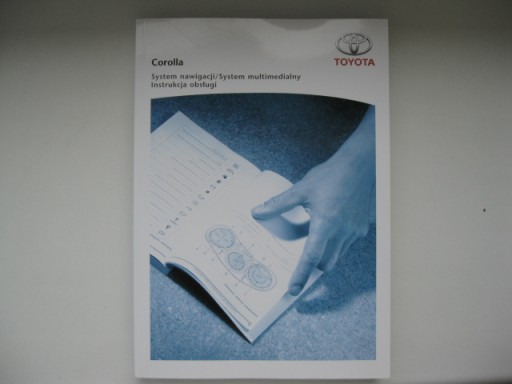 TOYOTA
Corolla
System nawigacji/System multimedialny
Instrukcja obsługi